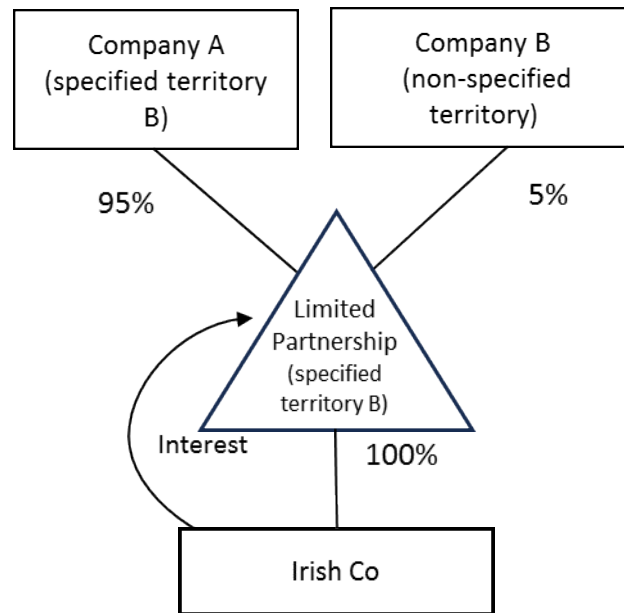 Company A
(specified territory
B)
Company B
(non-specified
territory)
95%
5%
Limited
Partnership
(specified
territory B)
Interest
100%
Irish Co